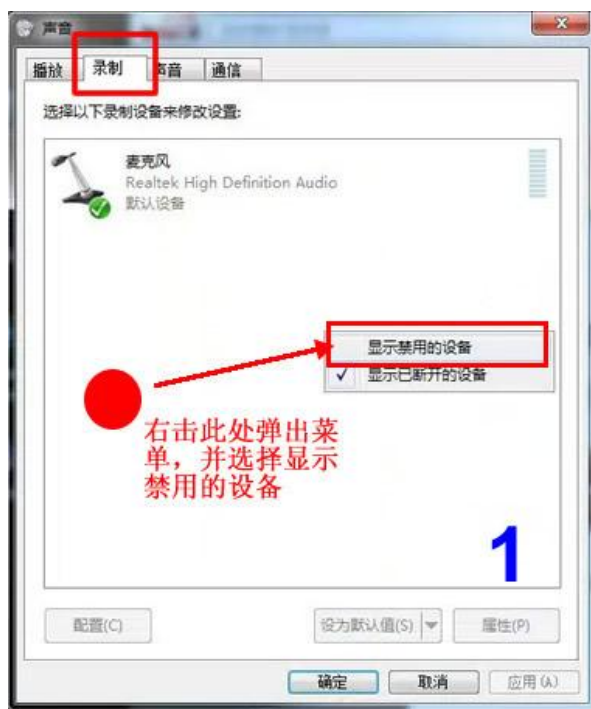 声音
播放 录制 声音 通信
选择以下录制设备来修改设置:
麦克风
Realtek High Definition Audio
默认设备
显示禁用的设备
✓ 显示已断开的设备
右击此处弹出菜
单，并选择显示
禁用的设备
1
配置(C) 设为默认值(S) 属性(P)
确定 取消 应用(A)